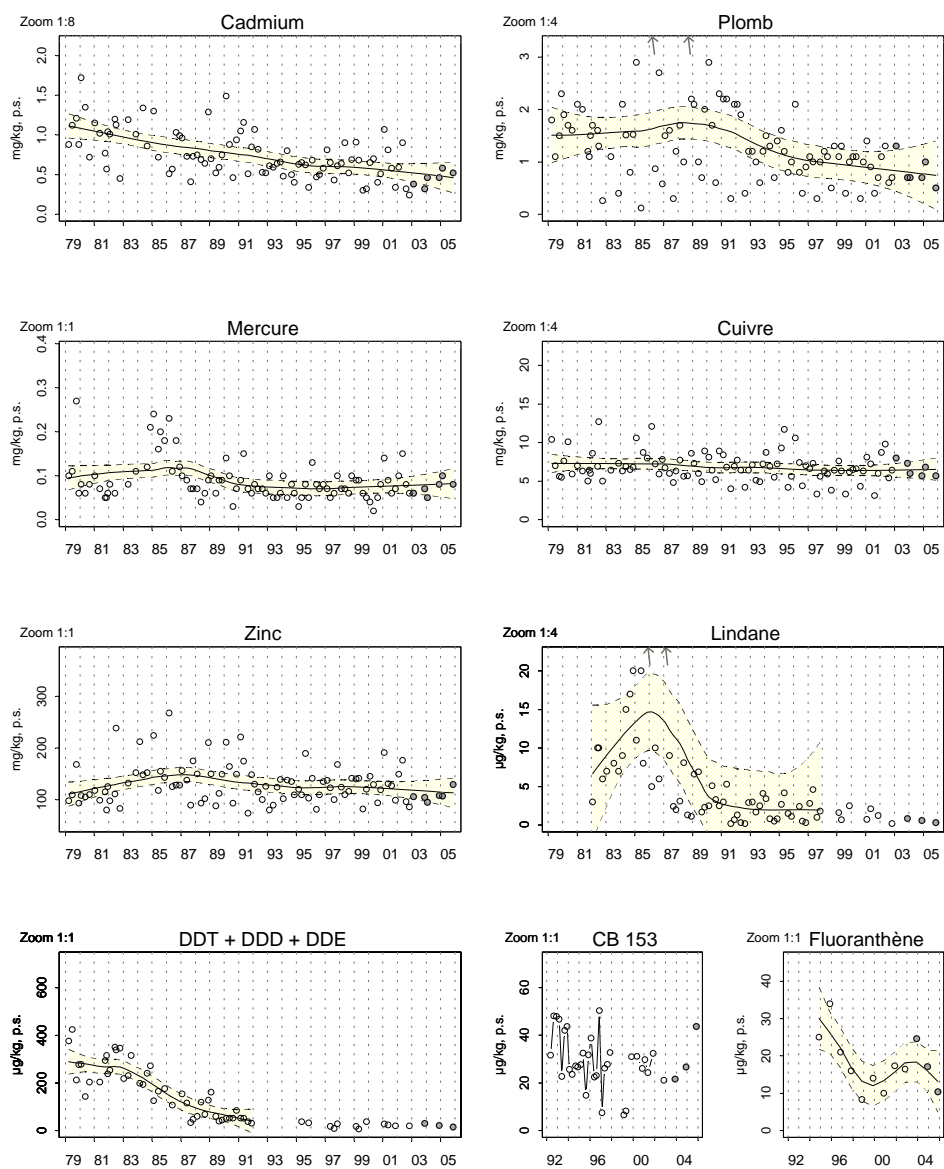 Zoom 1:8
Cadmium
mg/kg, p.s.
0.0 0.5 1.0 1.5 2.0
79 81 83 85 87 89 91 93 95 97 99 01 03 05
Zoom 1:4
Plomb
mg/kg, p.s.
0 1 2 3
79 81 83 85 87 89 91 93 95 97 99 01 03 05
Zoom 1:1
Mercure
mg/kg, p.s.
0.0 0.1 0.2 0.3 0.4
79 81 83 85 87 89 91 93 95 97 99 01 03 05
Zoom 1:4
Cuivre
mg/kg, p.s.
0 5 10 15 20
79 81 83 85 87 89 91 93 95 97 99 01 03 05
Zoom 1:1
Zinc
mg/kg, p.s.
100 200 300
79 81 83 85 87 89 91 93 95 97 99 01 03 05
Zoom 1:4
Lindane
µg/kg, p.s.
0 5 10 15 20
79 81 83 85 87 89 91 93 95 97 99 01 03 05
Zoom 1:1
DDT + DDD + DDE
µg/kg, p.s.
0 200 400 600
79 81 83 85 87 89 91 93 95 97 99 01 03 05
Zoom 1:1
CB 153
µg/kg, p.s.
0 20 40 60
92 96 00 04
Zoom 1:1
Fluoranthène
µg/kg, p.s.
0 10 20 30 40
92 96 00 04